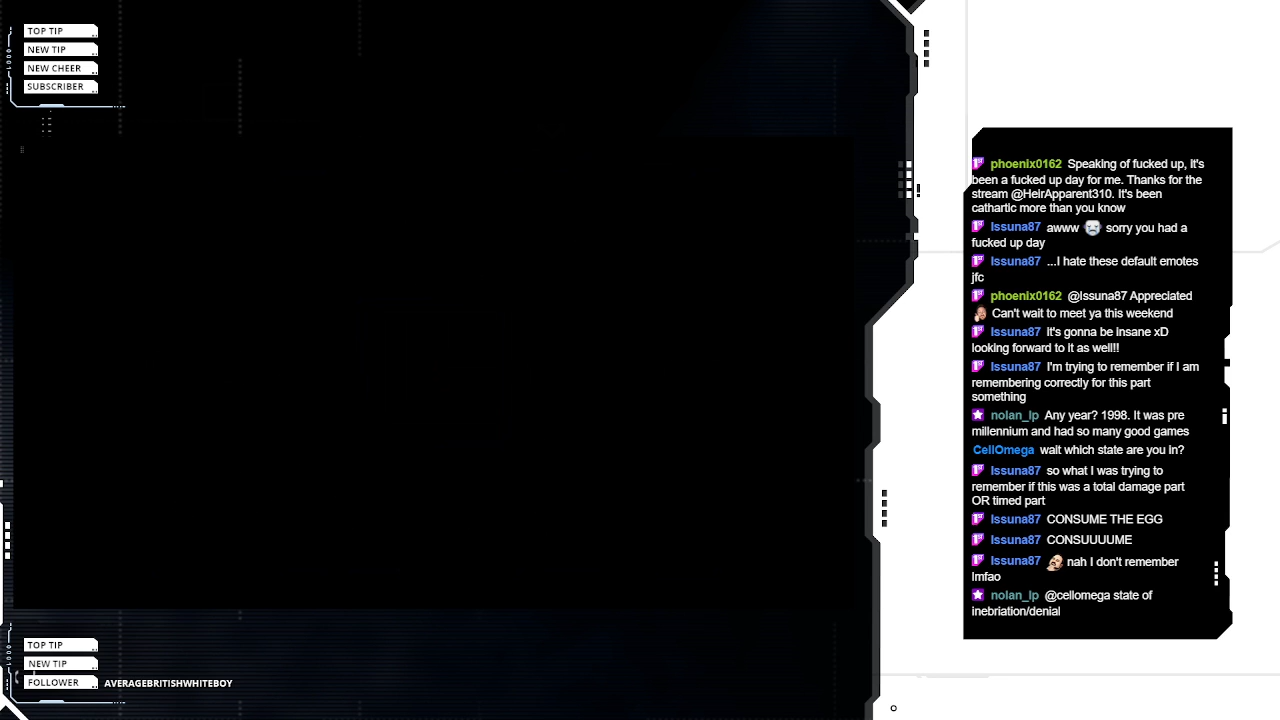 TOP TIP
NEW TIP
NEW CHEER
SUBSCRIBER
phoenix0162 Speaking of fucked up, it's
been a fucked up day for me. Thanks for the
stream @HeirApparent310. It's been
cathartic more than you know
Issuna87 awww sorry you had a
fucked up day
Issuna87 ...I hate these default emotes
jfc
phoenix0162 @Issuna87 Appreciated
Can't wait to meet ya this weekend
Issuna87 It's gonna be insane xD
looking forward to it as well!!
Issuna87 I'm trying to remember if I am
remembering correctly for this part
something
nolan_lp Any year? 1998. It was pre
millennium and had so many good games
CellOmega wait which state are you in?
Issuna87 so what I was trying to
remember if this was a total damage part
OR timed part
Issuna87 CONSUME THE EGG
Issuna87 CONSUUUUME
Issuna87 nah I don't remember
lmfao
nolan_lp @cellomega state of
inebriation/denial
TOP TIP
NEW TIP
FOLLOWER AVERAGEBRITISHWHITEBOY